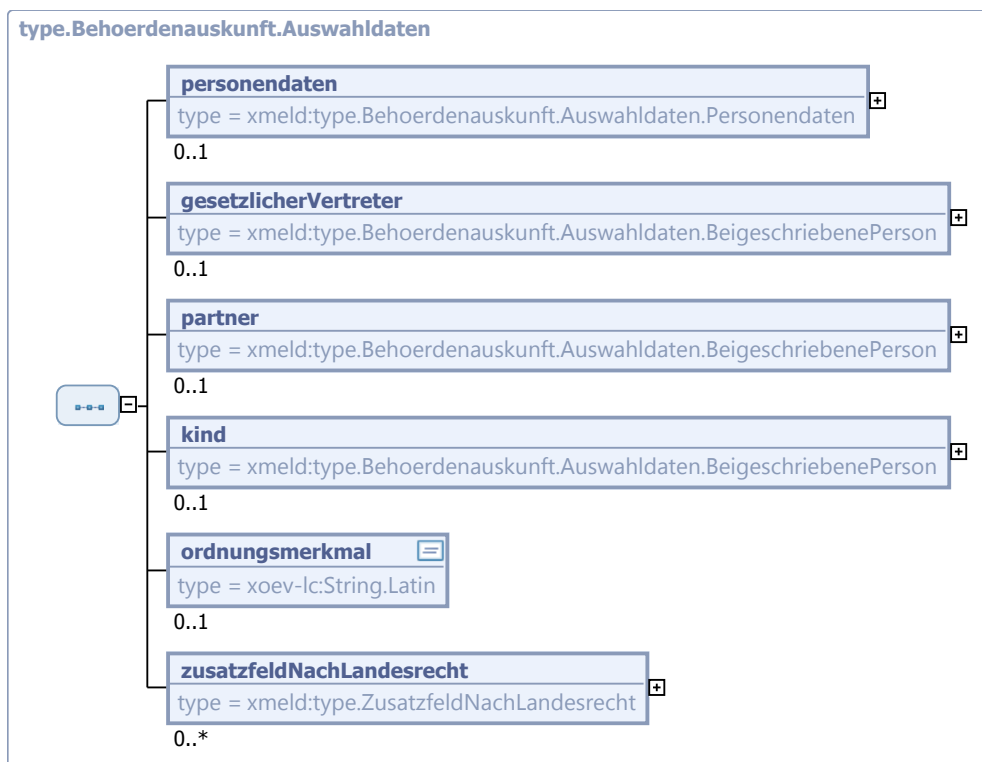 type.Behoerdenauskunft.Auswahldaten
personendaten
type = xmeld:type.Behoerdenauskunft.Auswahldaten.Personendaten
0..1
gesetzlicherVertreter
type = xmeld:type.Behoerdenauskunft.Auswahldaten.BeigeschriebenePerson
0..1
partner
type = xmeld:type.Behoerdenauskunft.Auswahldaten.BeigeschriebenePerson
0..1
kind
type = xmeld:type.Behoerdenauskunft.Auswahldaten.BeigeschriebenePerson
0..1
ordnungsmerkmal
type = xoev-lc:String.Latin
0..1
zusatzfeldNachLandesrecht
type = xmeld:type.ZusatzfeldNachLandesrecht
0..*